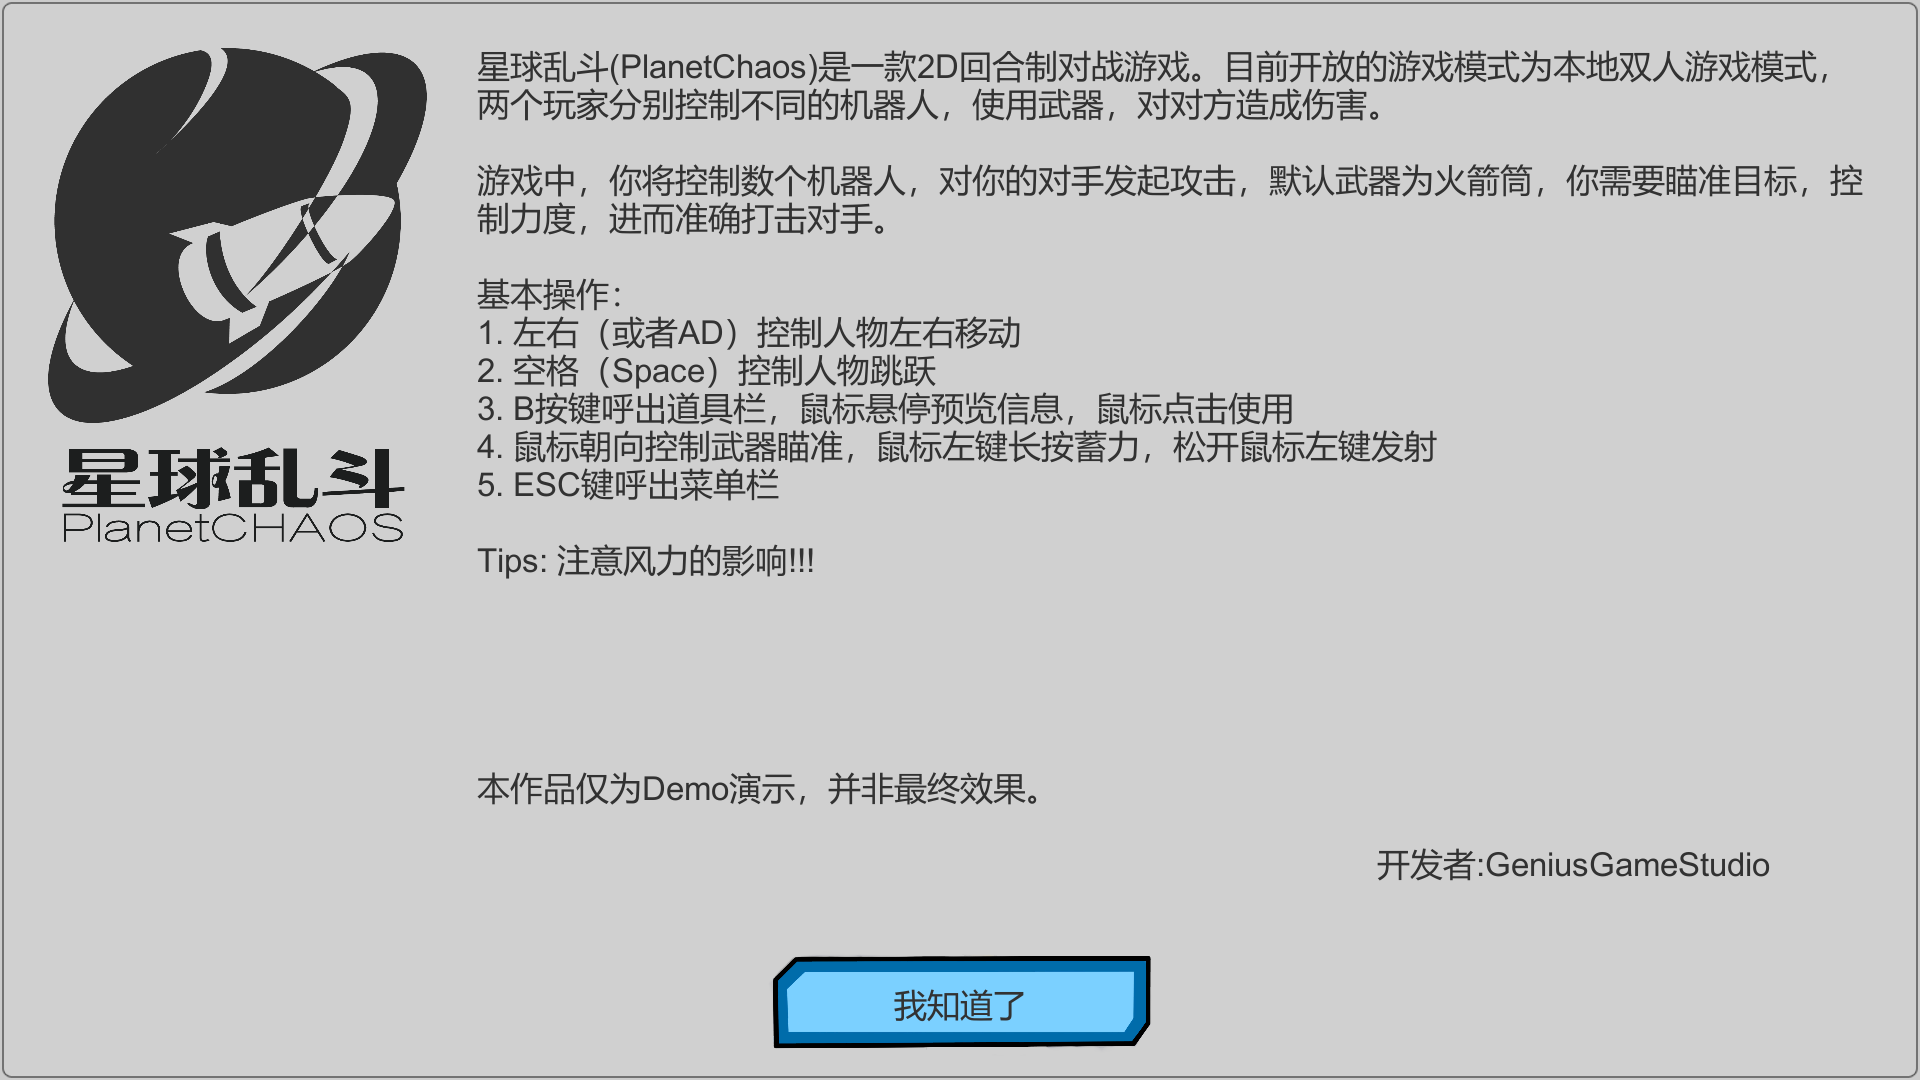 星球乱斗
PlanetCHAOS
星球乱斗(PlanetChaos)是一款2D回合制对战游戏。目前开放的游戏模式为本地双人游戏模式，
两个玩家分别控制不同的机器人，使用武器，对对方造成伤害。
游戏中，你将控制数个机器人，对你的对手发起攻击，默认武器为火箭筒，你需要瞄准目标，控
制力度，进而准确打击对手。
基本操作：
1. 左右（或者AD）控制人物左右移动
2. 空格（Space）控制人物跳跃
3. B按键呼出道具栏，鼠标悬停预览信息，鼠标点击使用
4. 鼠标朝向控制武器瞄准，鼠标左键长按蓄力，松开鼠标左键发射
5. ESC键呼出菜单栏
Tips: 注意风力的影响!!!
本作品仅为Demo演示，并非最终效果。
开发者:GeniusGameStudio
我知道了